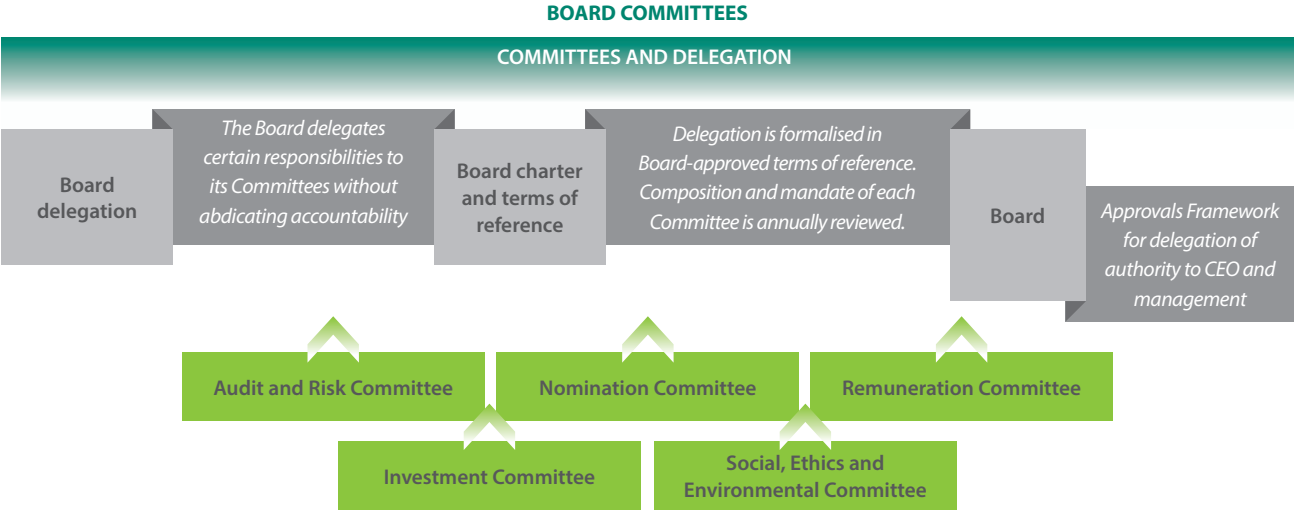 BOARD COMMITTEES
COMMITTEES AND DELEGATION
Board
delegation
The Board delegates
certain responsibilities to
its Committees without
abdicating accountability
Board charter
and terms of
reference
Delegation is formalised in
Board-approved terms of reference.
Composition and mandate of each
Committee is annually reviewed.
Board
Approvals Framework
for delegation of
authority to CEO and
management
Audit and Risk Committee
Nomination Committee
Remuneration Committee
Investment Committee
Social, Ethics and
Environmental Committee